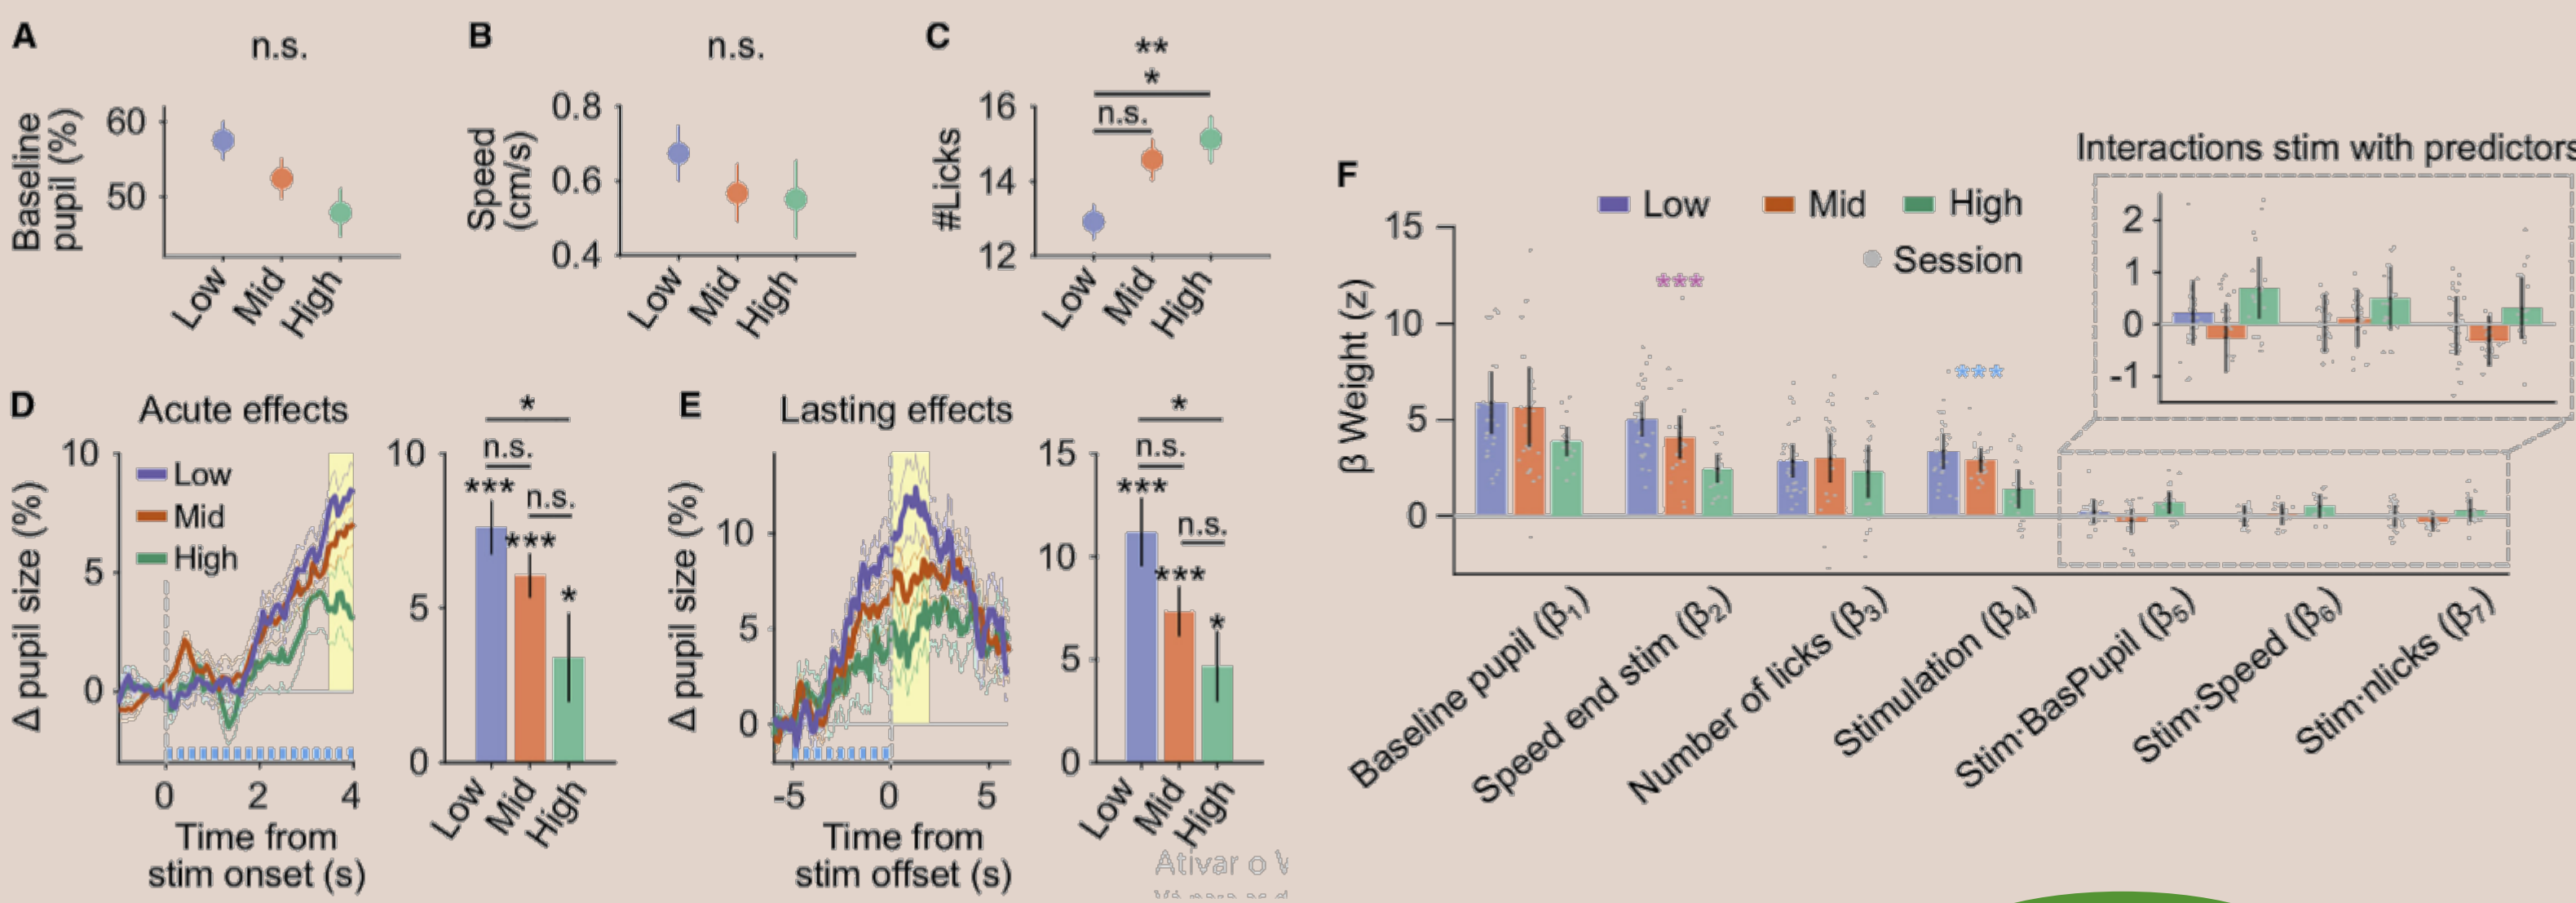 A
n.s.
Baseline
pupil (%)
60
50
Low
Mid
High
B
n.s.
Speed
(cm/s)
0.8
0.6
0.4
Low
Mid
High
C
**
*
n.s.
#Licks
16
14
12
Low
Mid
High
D
Acute effects
Δ pupil size (%)
10
5
0
Low
Mid
High
0 2 4
Time from
stim onset (s)
*
n.s.
***
n.s.
***
*
10
5
0
Low
Mid
High
E
Lasting effects
Δ pupil size (%)
10
5
0
-5 0 5
Time from
stim offset (s)
*
n.s.
***
n.s.
***
*
15
10
5
0
Low
Mid
High
Ativar o
F
Low Mid High
Session
β Weight (z)
15
10
5
0
***
***
Interactions stim with predictors
2
1
0
-1
Baseline pupil (β1)
Speed end stim (β2)
Number of licks (β3)
Stimulation (β4)
Stim·BasPupil (β5)
Stim·Speed (β6)
Stim·nlicks (β7)